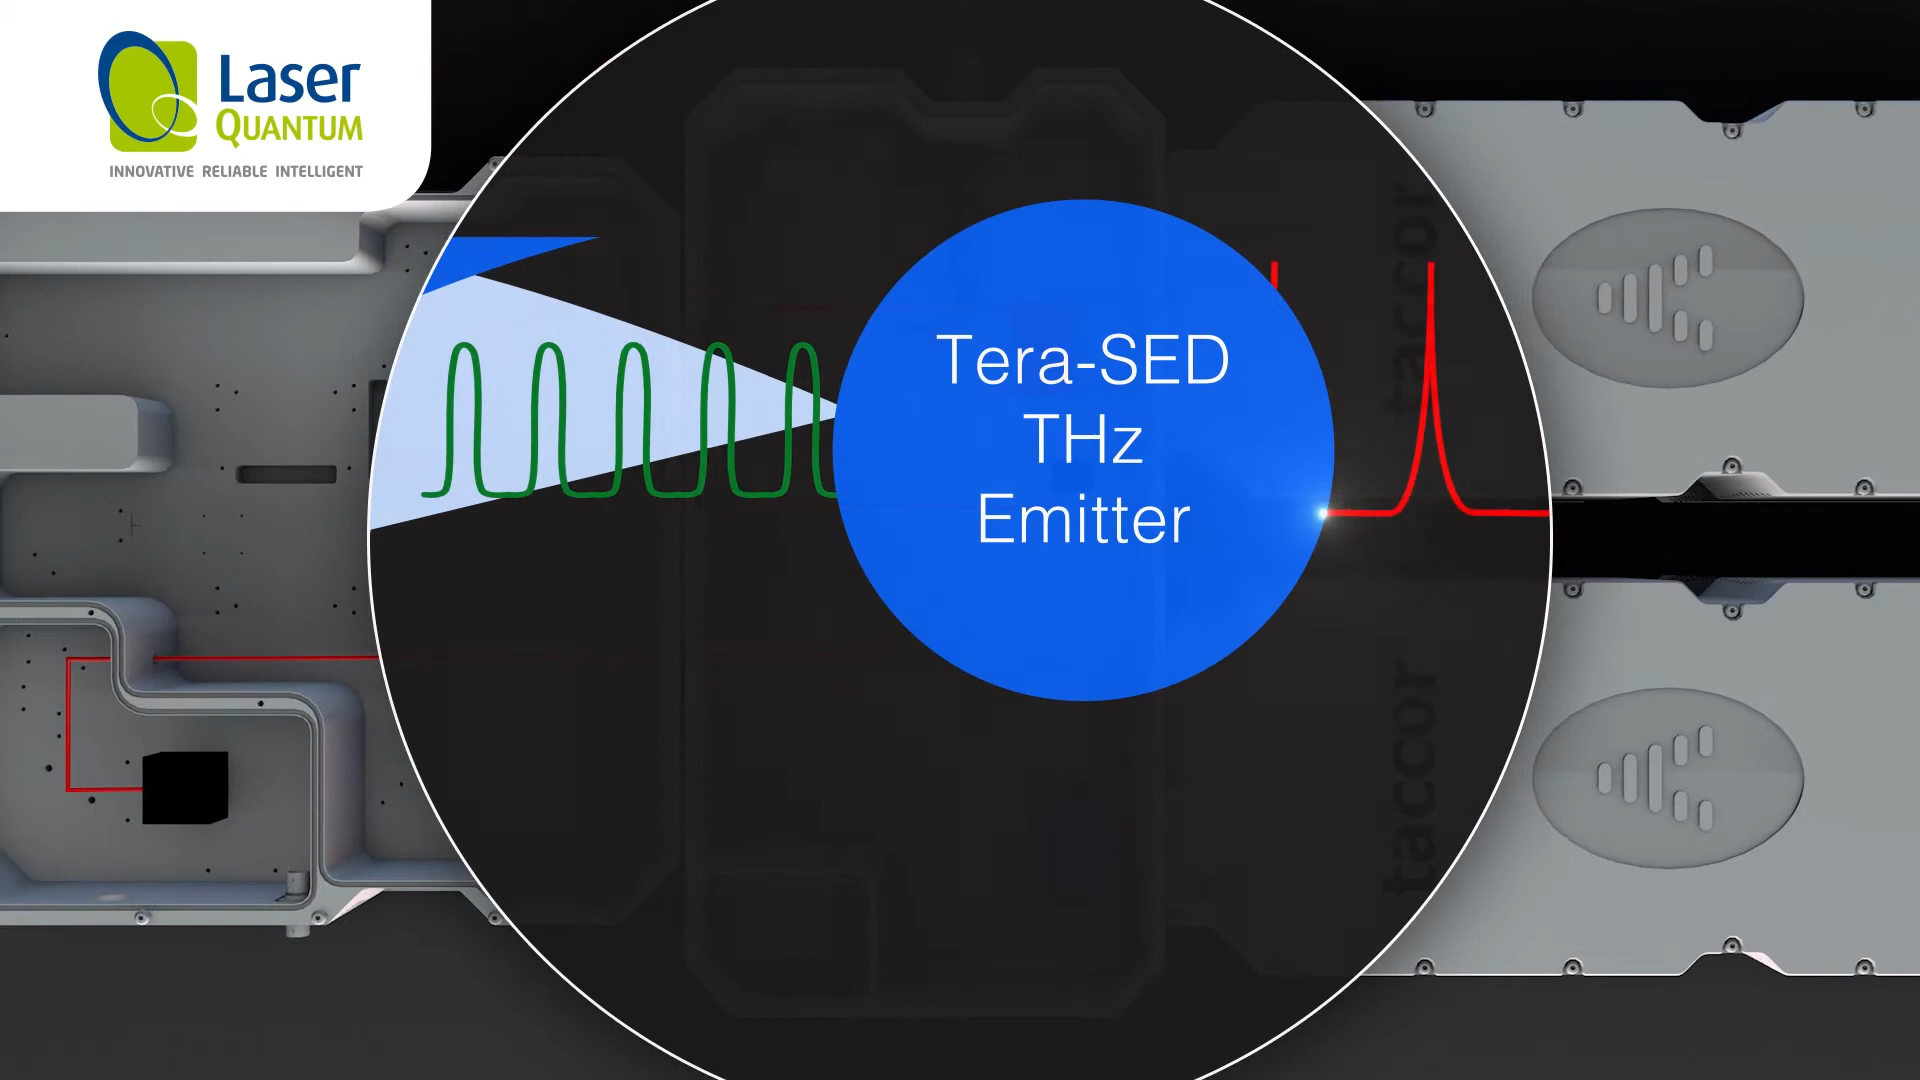 Laser
QUANTUM
INNOVATIVE RELIABLE INTELLIGENT
Tera-SED
THz
Emitter
taccor
taccor